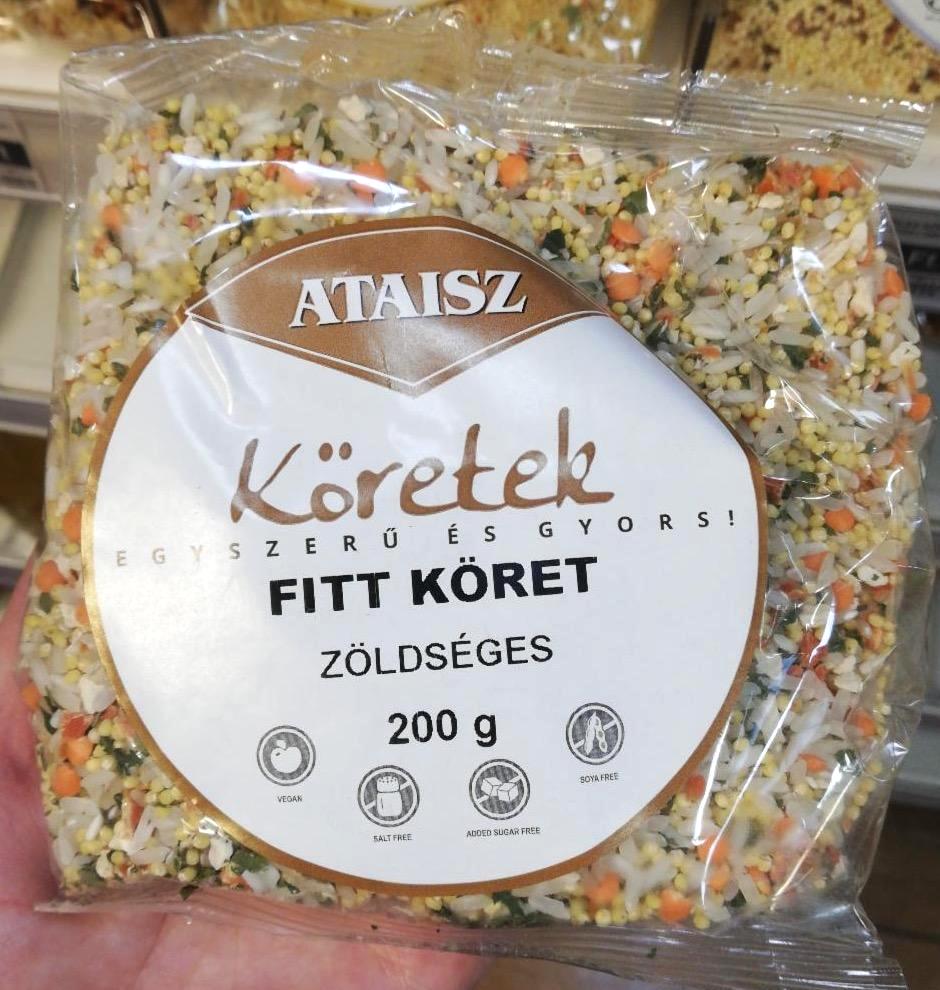 ATAISZ
Köretek
EGYSZERŰ ÉS GYORS!
FITT KÖRET
ZÖLDSÉGES
200 g
VEGAN
SALT FREE
ADDED SUGAR FREE
SOYA FREE